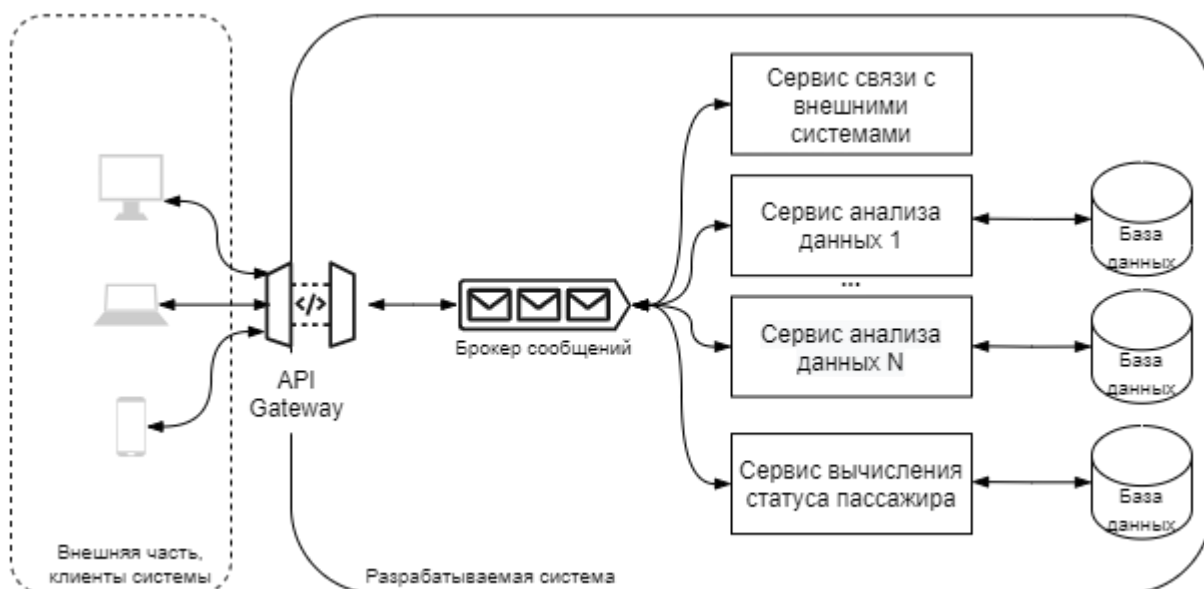 Сервис связи с
внешними
системами
Сервис анализа
данных 1
База
данных
...
</>
Брокер сообщений
Сервис анализа
данных N
База
данных
API
Gateway
Сервис вычисления
статуса пассажира
База
данных
Внешняя часть,
клиенты системы
Разрабатываемая система